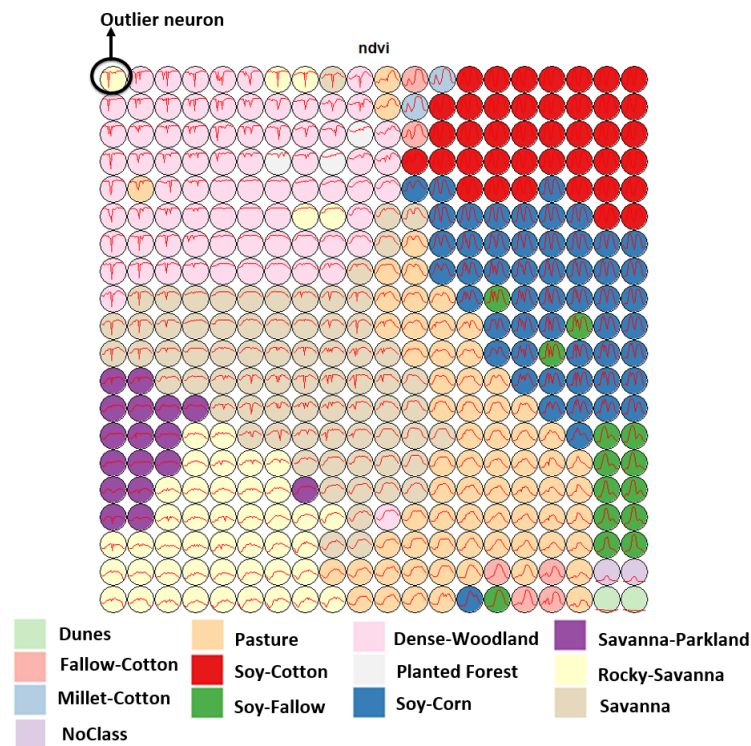 Outlier neuron
ndvi
Dunes
Pasture
Dense-Woodland
Savanna-Parkland
Fallow-Cotton
Soy-Cotton
Planted Forest
Rocky-Savanna
Millet-Cotton
Soy-Fallow
Soy-Corn
Savanna
NoClass